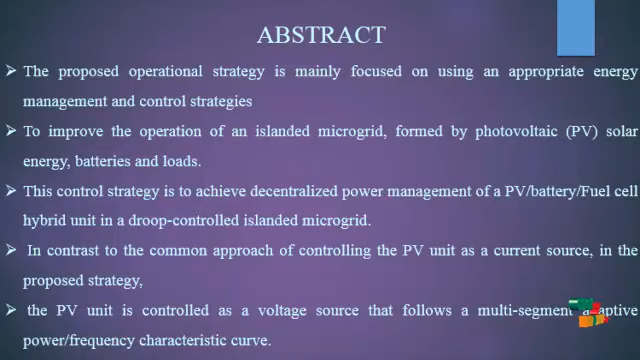 ABSTRACT
➢ The proposed operational strategy is mainly focused on using an appropriate energy
management and control strategies
➢ To improve the operation of an islanded microgrid, formed by photovoltaic (PV) solar
energy, batteries and loads.
➢ This control strategy is to achieve decentralized power management of a PV/battery/Fuel cell
hybrid unit in a droop-controlled islanded microgrid.
➢ In contrast to the common approach of controlling the PV unit as a current source, in the
proposed strategy,
➢ the PV unit is controlled as a voltage source that follows a multi-segment adaptive
power/frequency characteristic curve.